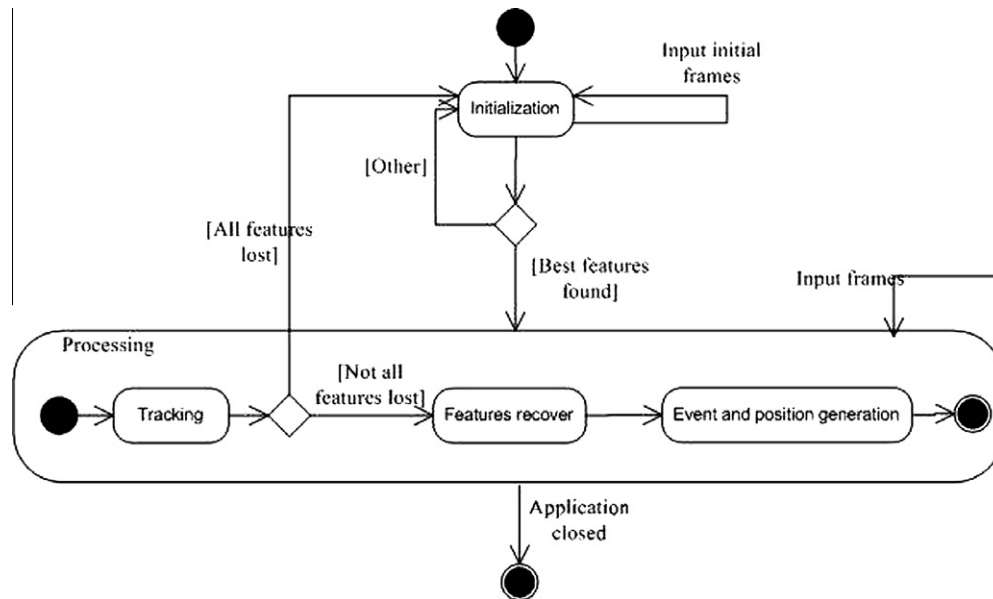 Input initial
frames
Initialization
[Other]
[All features
lost]
[Best features
found]
Input frames
Processing
[Not all
features lost]
Tracking
Features recover
Event and position generation
Application
closed